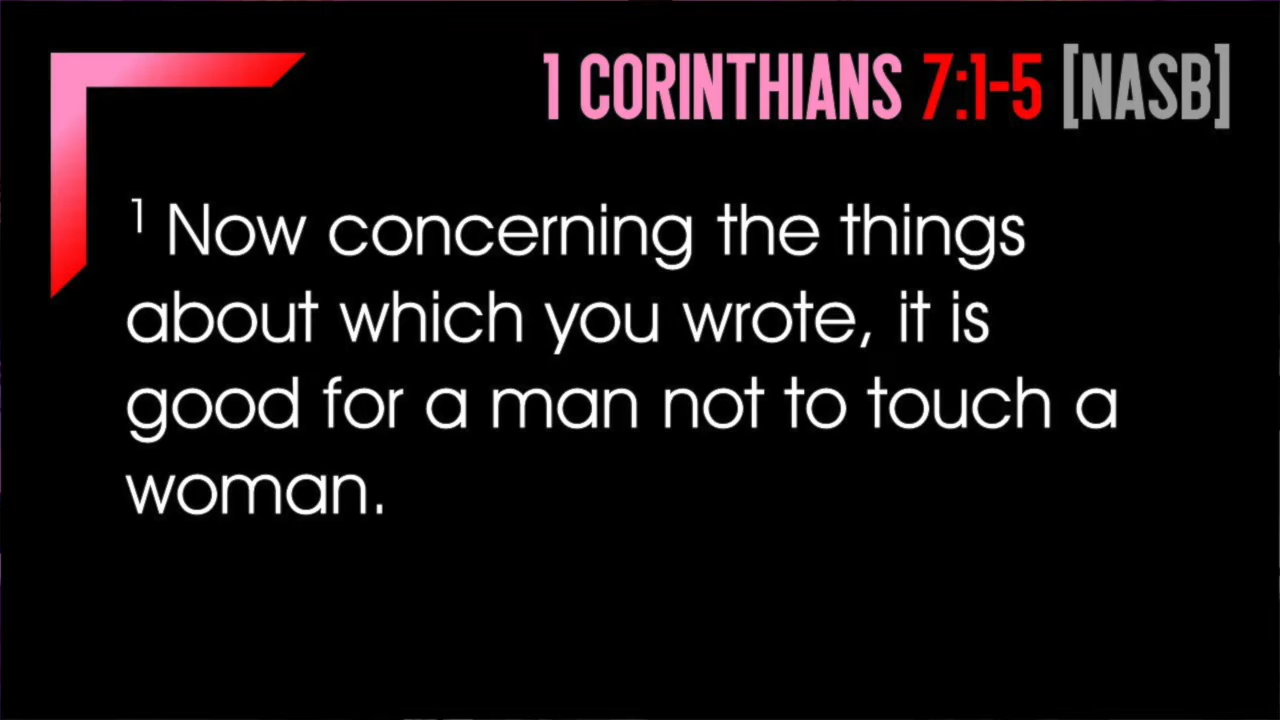 1 CORINTHIANS 7:1-5 [NASB]
1 Now concerning the things
about which you wrote, it is
good for a man not to touch a
woman.